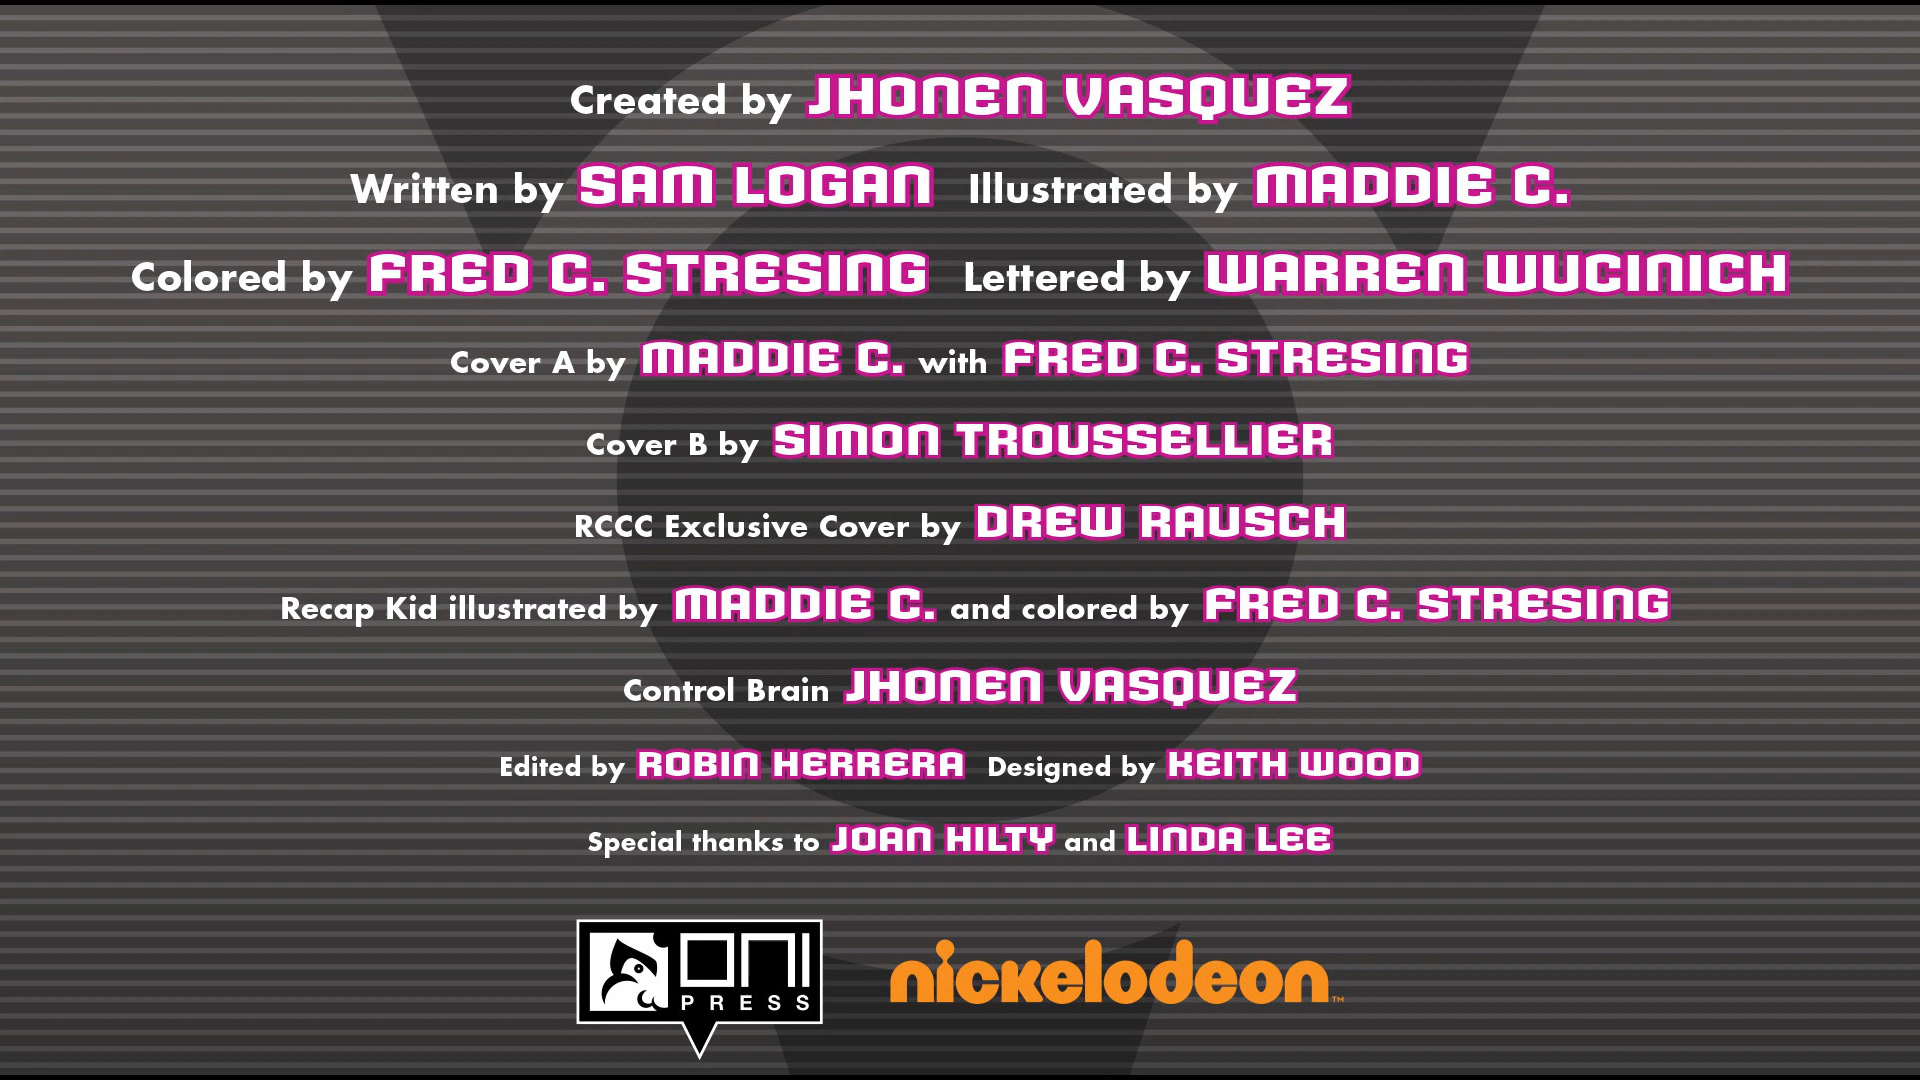 Created by JHONEN VASQUEZ
Written by SAM LOGAN Illustrated by MADDIE C.
Colored by FRED C. STRESING Lettered by WARREN WUCINICH
Cover A by MADDIE C. with FRED C. STRESING
Cover B by SIMON TROUSSELLIER
RCCC Exclusive Cover by DREW RAUSCH
Recap Kid illustrated by MADDIE C. and colored by FRED C. STRESING
Control Brain JHONEN VASQUEZ
Edited by ROBIN HERRERA Designed by KEITH WOOD
Special thanks to JOAN HILTY and LINDA LEE
ONI PRESS
nickelodeon™